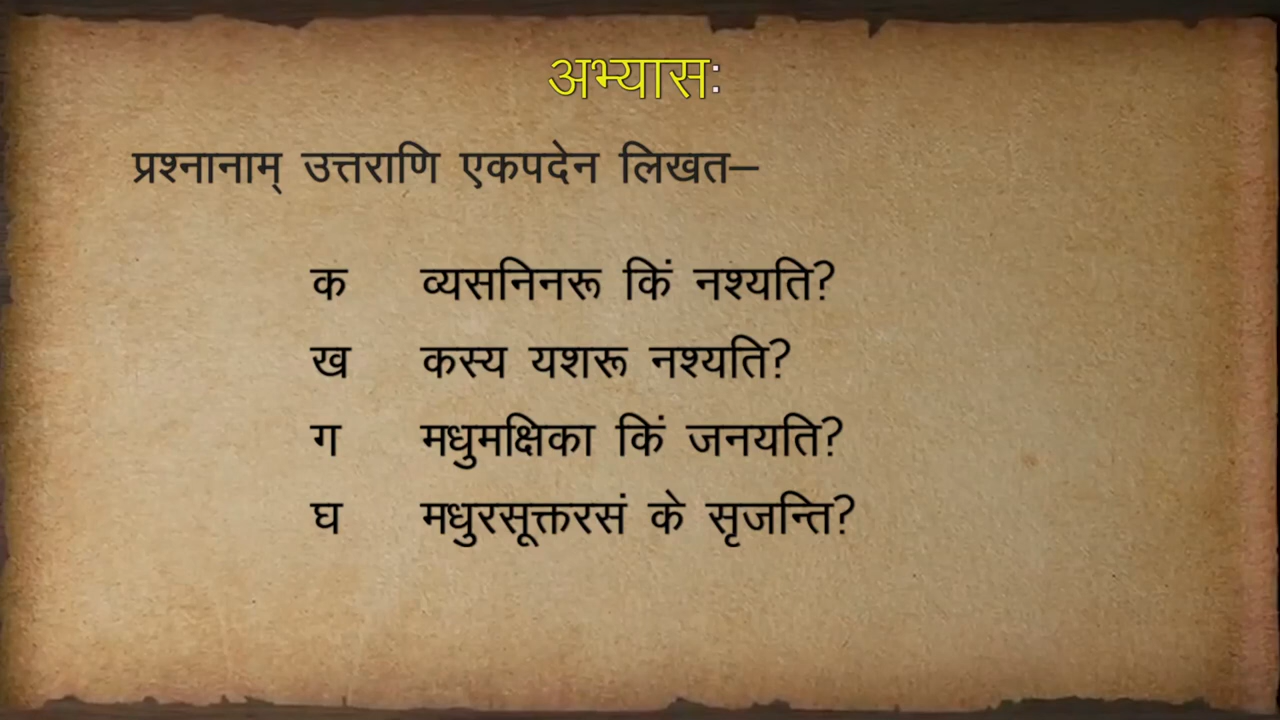 अभ्यास:
प्रश्नानाम् उत्तराणि एकपदेन लिखत–
क व्यसनिनरू किं नश्यति?
ख कस्य यशरू नश्यति?
ग मधुमक्षिका किं जनयति?
घ मधुरसूक्तरसं के सृजन्ति?